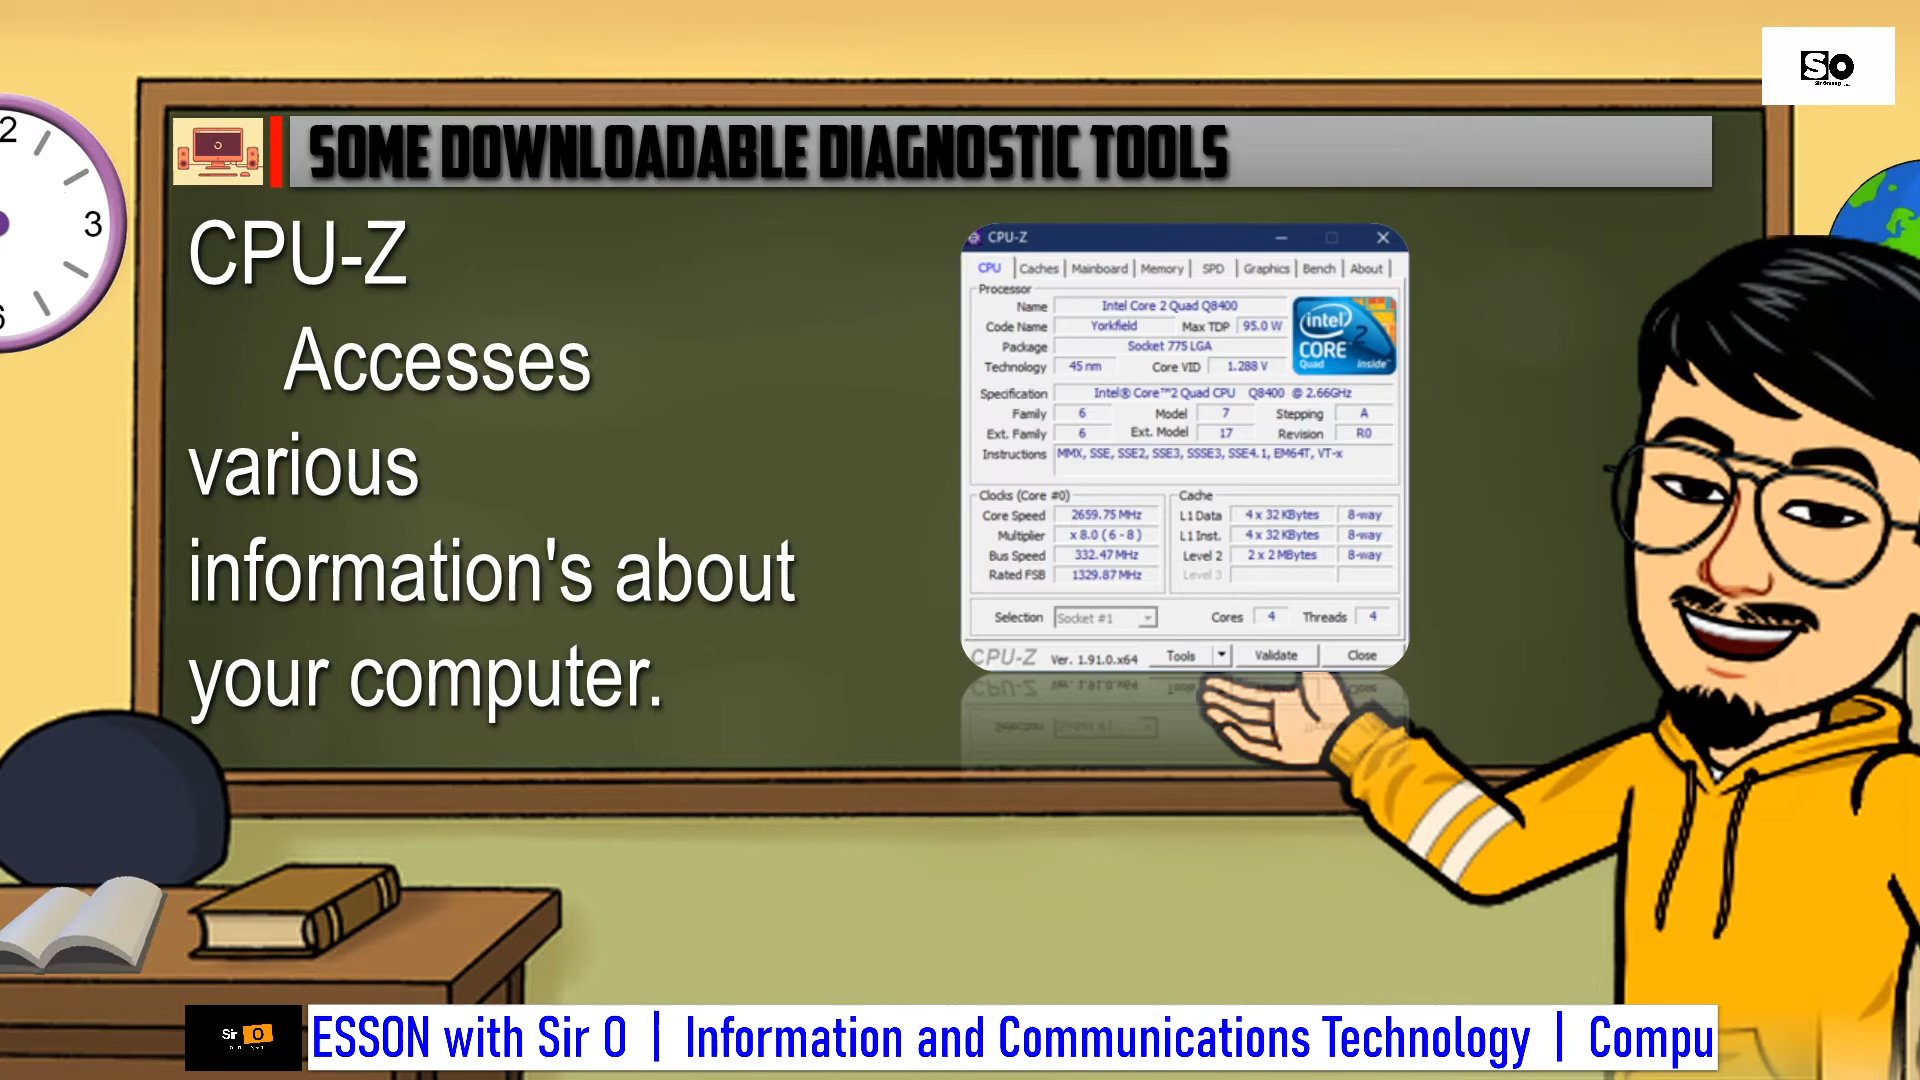 SO
2
3
6
SOME DOWNLOADABLE DIAGNOSTIC TOOLS
CPU-Z
Accesses
various
information's about
your computer.
CPU-Z
CPU Caches Mainboard Memory SPD Graphics Bench About
Processor
Name Intel Core 2 Quad Q8400
Code Name Yorkfield Max TDP 95.0 W
Package Socket 775 LGA
Technology 45 nm Core VID 1.288 V
intel CORE 2 Quad inside™
Specification Intel® Core™2 Quad CPU Q8400 @ 2.66GHz
Family 6 Model 7 Stepping A
Ext. Family 6 Ext. Model 17 Revision R0
Instructions MMX, SSE, SSE2, SSE3, SSSE3, SSE4.1, EM64T, VT-x
Clocks (Core #0)
Core Speed 2659.75 MHz
Multiplier x 8.0 ( 6 - 8 )
Bus Speed 332.47 MHz
Rated FSB 1329.87 MHz
Cache
L1 Data 4 x 32 KBytes 8-way
L1 Inst. 4 x 32 KBytes 8-way
Level 2 2 x 2 MBytes 8-way
Level 3
Selection Socket #1 Cores 4 Threads 4
CPU-Z Ver. 1.91.0.x64 Tools Validate Close
Sir O
ESSON with Sir O | Information and Communications Technology | Compu